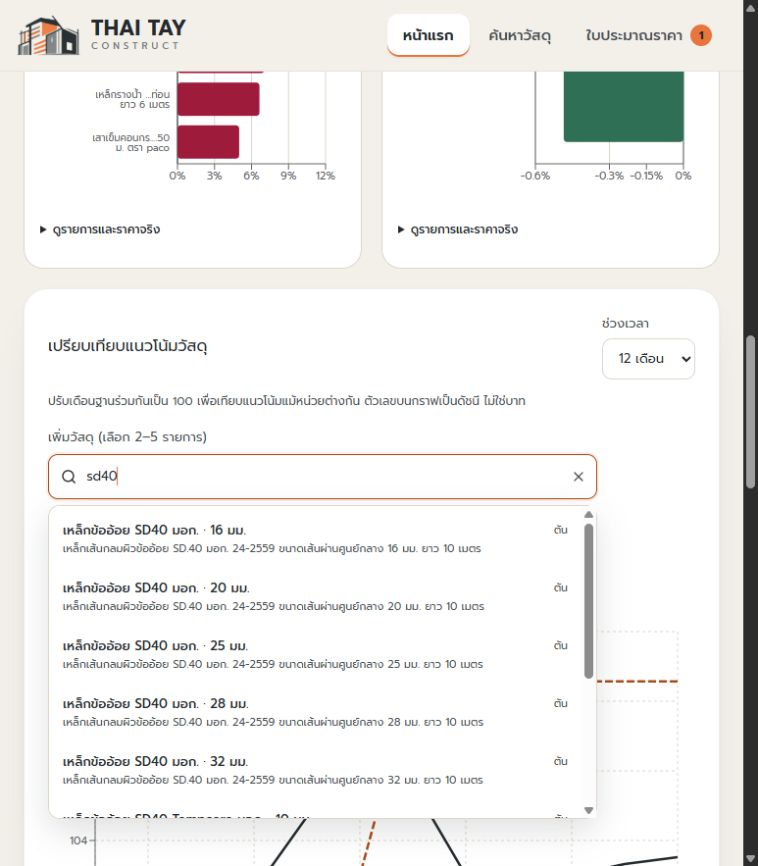 THAI TAY
CONSTRUCT
หน้าแรก
ค้นหาวัสดุ
ใบประมาณราคา 1
เหล็กรางน้ำ ...ท่อน
ยาว 6 เมตร
เสาเข็มคอนกร...50
ม. ตรา paco
0% 3% 6% 9% 12%
-0.6% -0.3% -0.15% 0%
ดูรายการและราคาจริง
ดูรายการและราคาจริง
ช่วงเวลา
เปรียบเทียบแนวโน้มวัสดุ
12 เดือน
ปรับเดือนฐานร่วมกันเป็น 100 เพื่อเทียบแนวโน้มแม้หน่วยต่างกัน ตัวเลขบนกราฟเป็นดัชนี ไม่ใช่บาท
เพิ่มวัสดุ (เลือก 2–5 รายการ)
sd40
เหล็กข้ออ้อย SD40 มอก. · 16 มม. ตัน
เหล็กเส้นกลมผิวข้ออ้อย SD.40 มอก. 24-2559 ขนาดเส้นผ่านศูนย์กลาง 16 มม. ยาว 10 เมตร
เหล็กข้ออ้อย SD40 มอก. · 20 มม. ตัน
เหล็กเส้นกลมผิวข้ออ้อย SD.40 มอก. 24-2559 ขนาดเส้นผ่านศูนย์กลาง 20 มม. ยาว 10 เมตร
เหล็กข้ออ้อย SD40 มอก. · 25 มม. ตัน
เหล็กเส้นกลมผิวข้ออ้อย SD.40 มอก. 24-2559 ขนาดเส้นผ่านศูนย์กลาง 25 มม. ยาว 10 เมตร
เหล็กข้ออ้อย SD40 มอก. · 28 มม. ตัน
เหล็กเส้นกลมผิวข้ออ้อย SD.40 มอก. 24-2559 ขนาดเส้นผ่านศูนย์กลาง 28 มม. ยาว 10 เมตร
เหล็กข้ออ้อย SD40 มอก. · 32 มม. ตัน
เหล็กเส้นกลมผิวข้ออ้อย SD.40 มอก. 24-2559 ขนาดเส้นผ่านศูนย์กลาง 32 มม. ยาว 10 เมตร
104